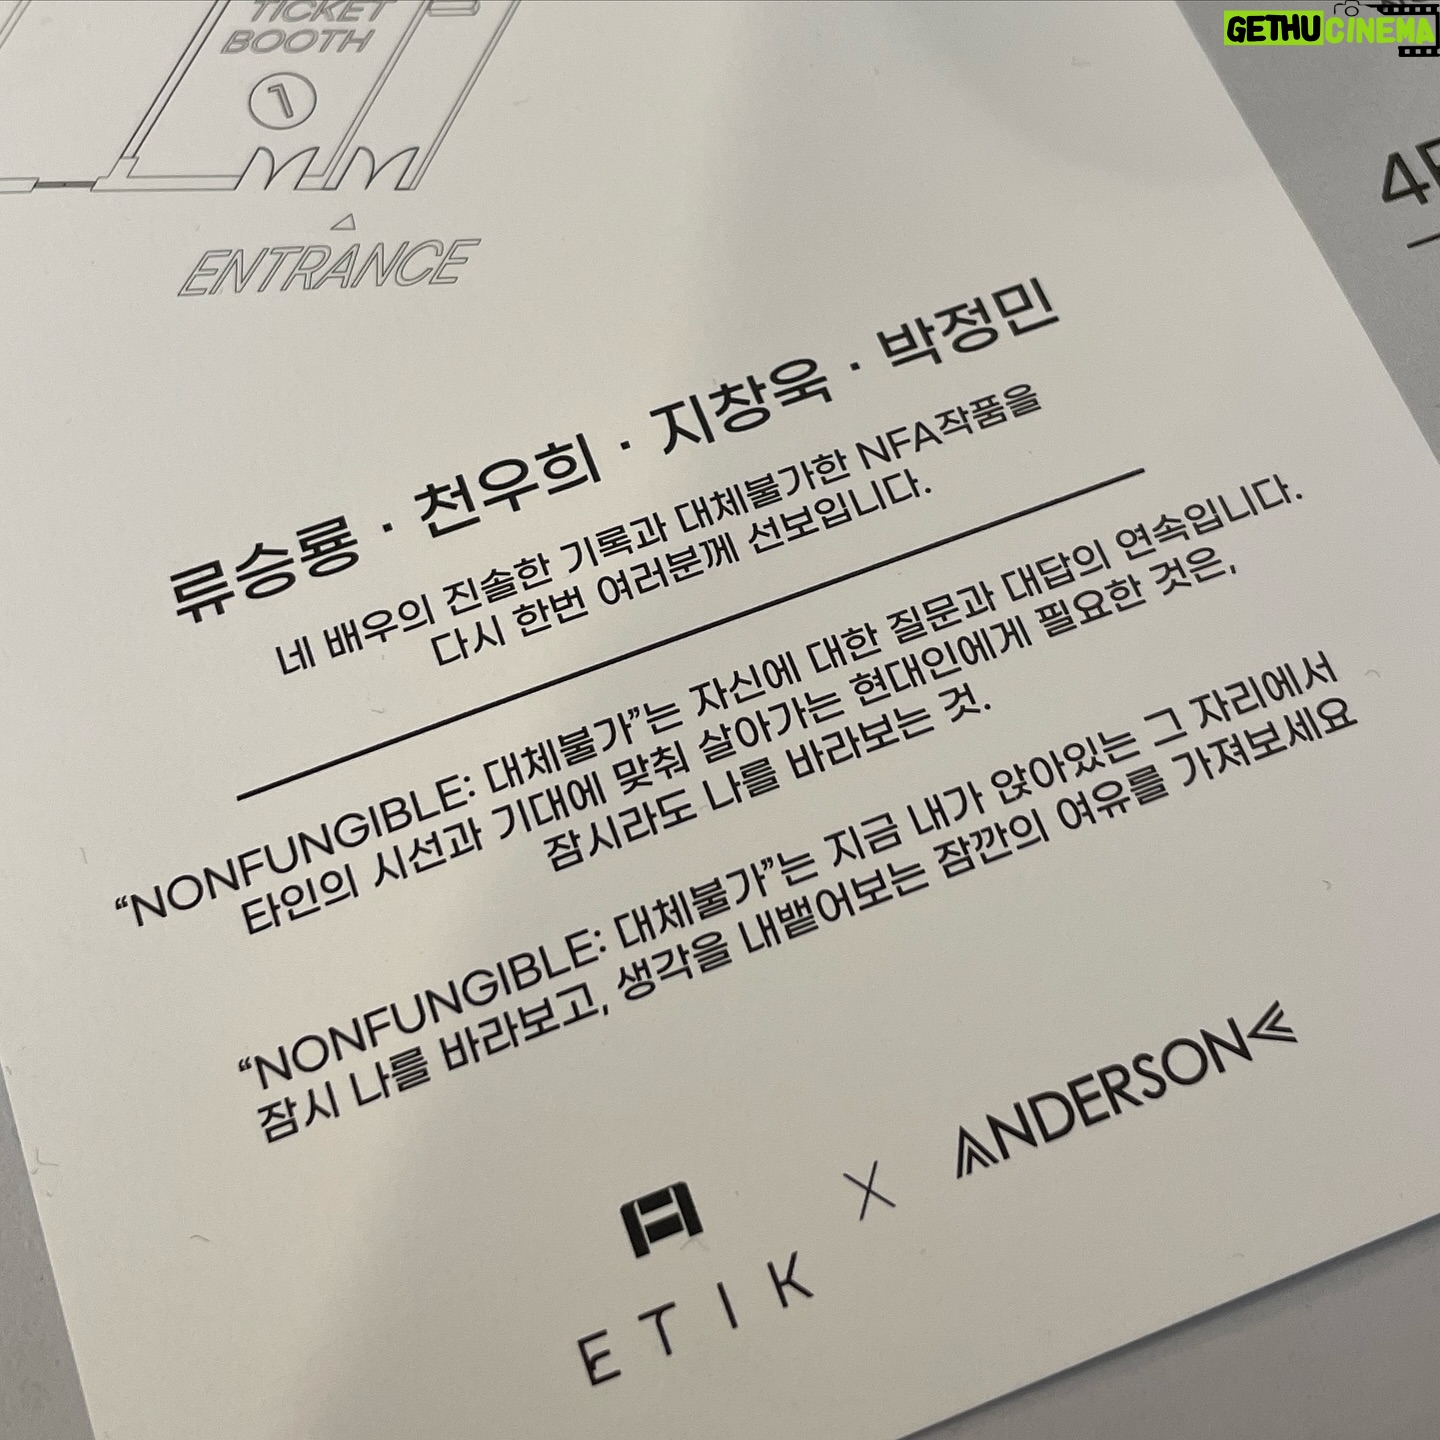 GETHUCINEMA
TICKET
BOOTH
1
ENTRANCE
류승룡 · 천우희 · 지창욱 · 박정민
네 배우의 진솔한 기록과 대체불가한 NFA작품을
다시 한번 여러분께 선보입니다.
“NONFUNGIBLE: 대체불가”는 자신에 대한 질문과 대답의 연속입니다.
타인의 시선과 기대에 맞춰 살아가는 현대인에게 필요한 것은,
잠시라도 나를 바라보는 것.
“NONFUNGIBLE: 대체불가”는 지금 내가 앉아있는 그 자리에서
잠시 나를 바라보고, 생각을 내뱉어보는 잠깐의 여유를 가져보세요
ETIK X ANDERSON